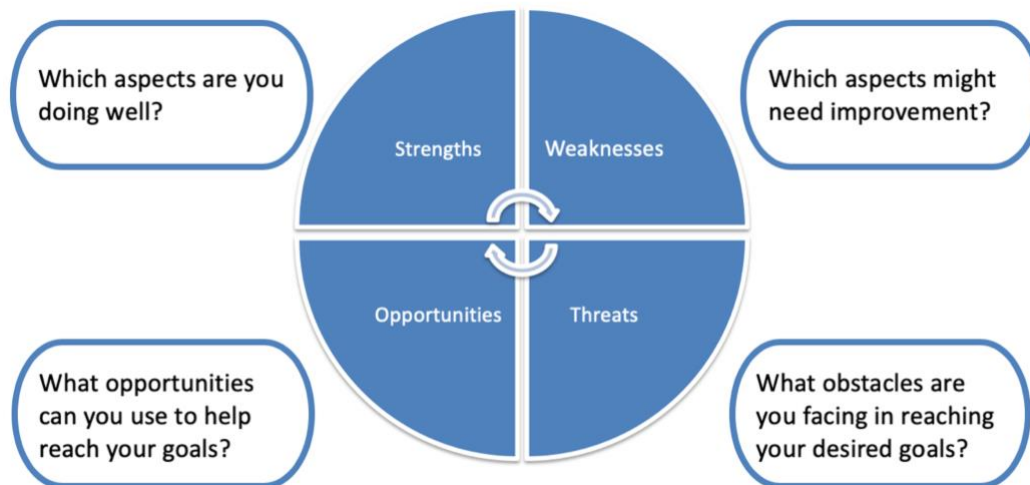 Which aspects are you
doing well?
Which aspects might
need improvement?
Strengths
Weaknesses
Opportunities
Threats
What opportunities
can you use to help
reach your goals?
What obstacles are
you facing in reaching
your desired goals?